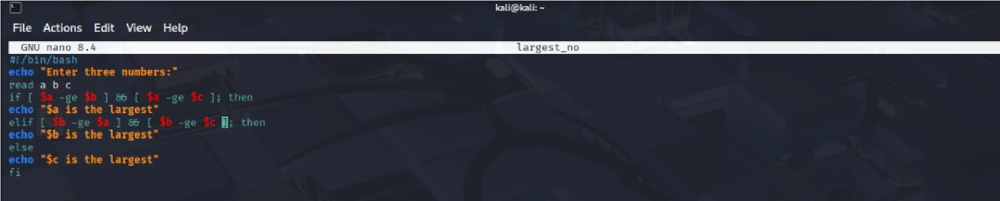 kali@kali: ~
File Actions Edit View Help
GNU nano 8.4 largest_no
#!/bin/bash
echo "Enter three numbers:"
read a b c
if [ $a -ge $b ] && [ $a -ge $c ]; then
echo "$a is the largest"
elif [ $b -ge $a ] && [ $b -ge $c ]; then
echo "$b is the largest"
else
echo "$c is the largest"
fi